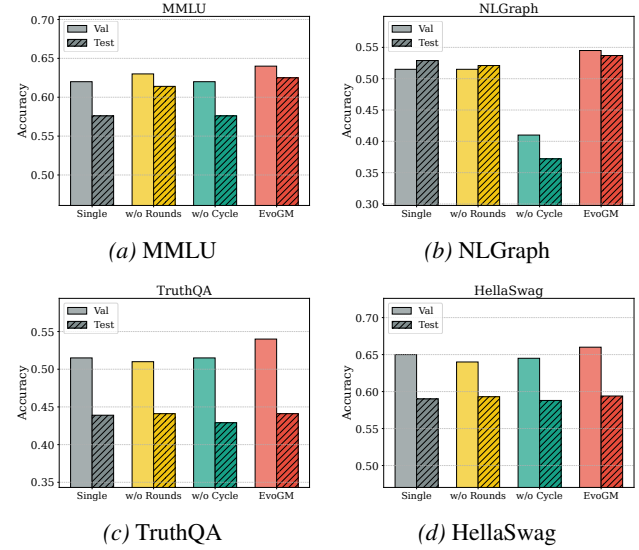 MMLU
0.70
0.65
0.60
0.55
0.50
Accuracy
Val
Test
Single w/o Rounds w/o Cycle EvoGM
(a) MMLU
NLGraph
0.55
0.50
0.45
0.40
0.35
0.30
Accuracy
Val
Test
Single w/o Rounds w/o Cycle EvoGM
(b) NLGraph
TruthQA
0.55
0.50
0.45
0.40
0.35
Accuracy
Val
Test
Single w/o Rounds w/o Cycle EvoGM
(c) TruthQA
HellaSwag
0.70
0.65
0.60
0.55
0.50
Accuracy
Val
Test
Single w/o Rounds w/o Cycle EvoGM
(d) HellaSwag